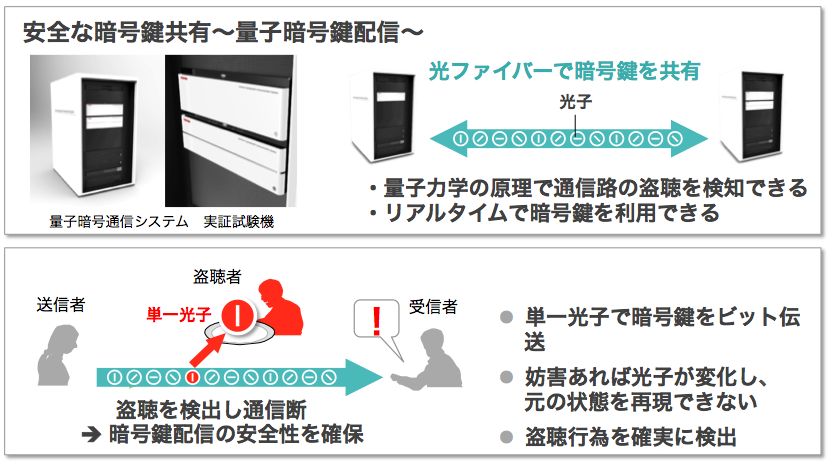 安全な暗号鍵共有〜量子暗号鍵配信〜
光ファイバーで暗号鍵を共有
光子
・量子力学の原理で通信路の盗聴を検知できる
・リアルタイムで暗号鍵を利用できる
量子暗号通信システム 実証試験機
盗聴者
送信者
単一光子
!
受信者
盗聴を検出し通信断
➔ 暗号鍵配信の安全性を確保
● 単一光子で暗号鍵をビット伝
送
● 妨害あれば光子が変化し、
元の状態を再現できない
● 盗聴行為を確実に検出